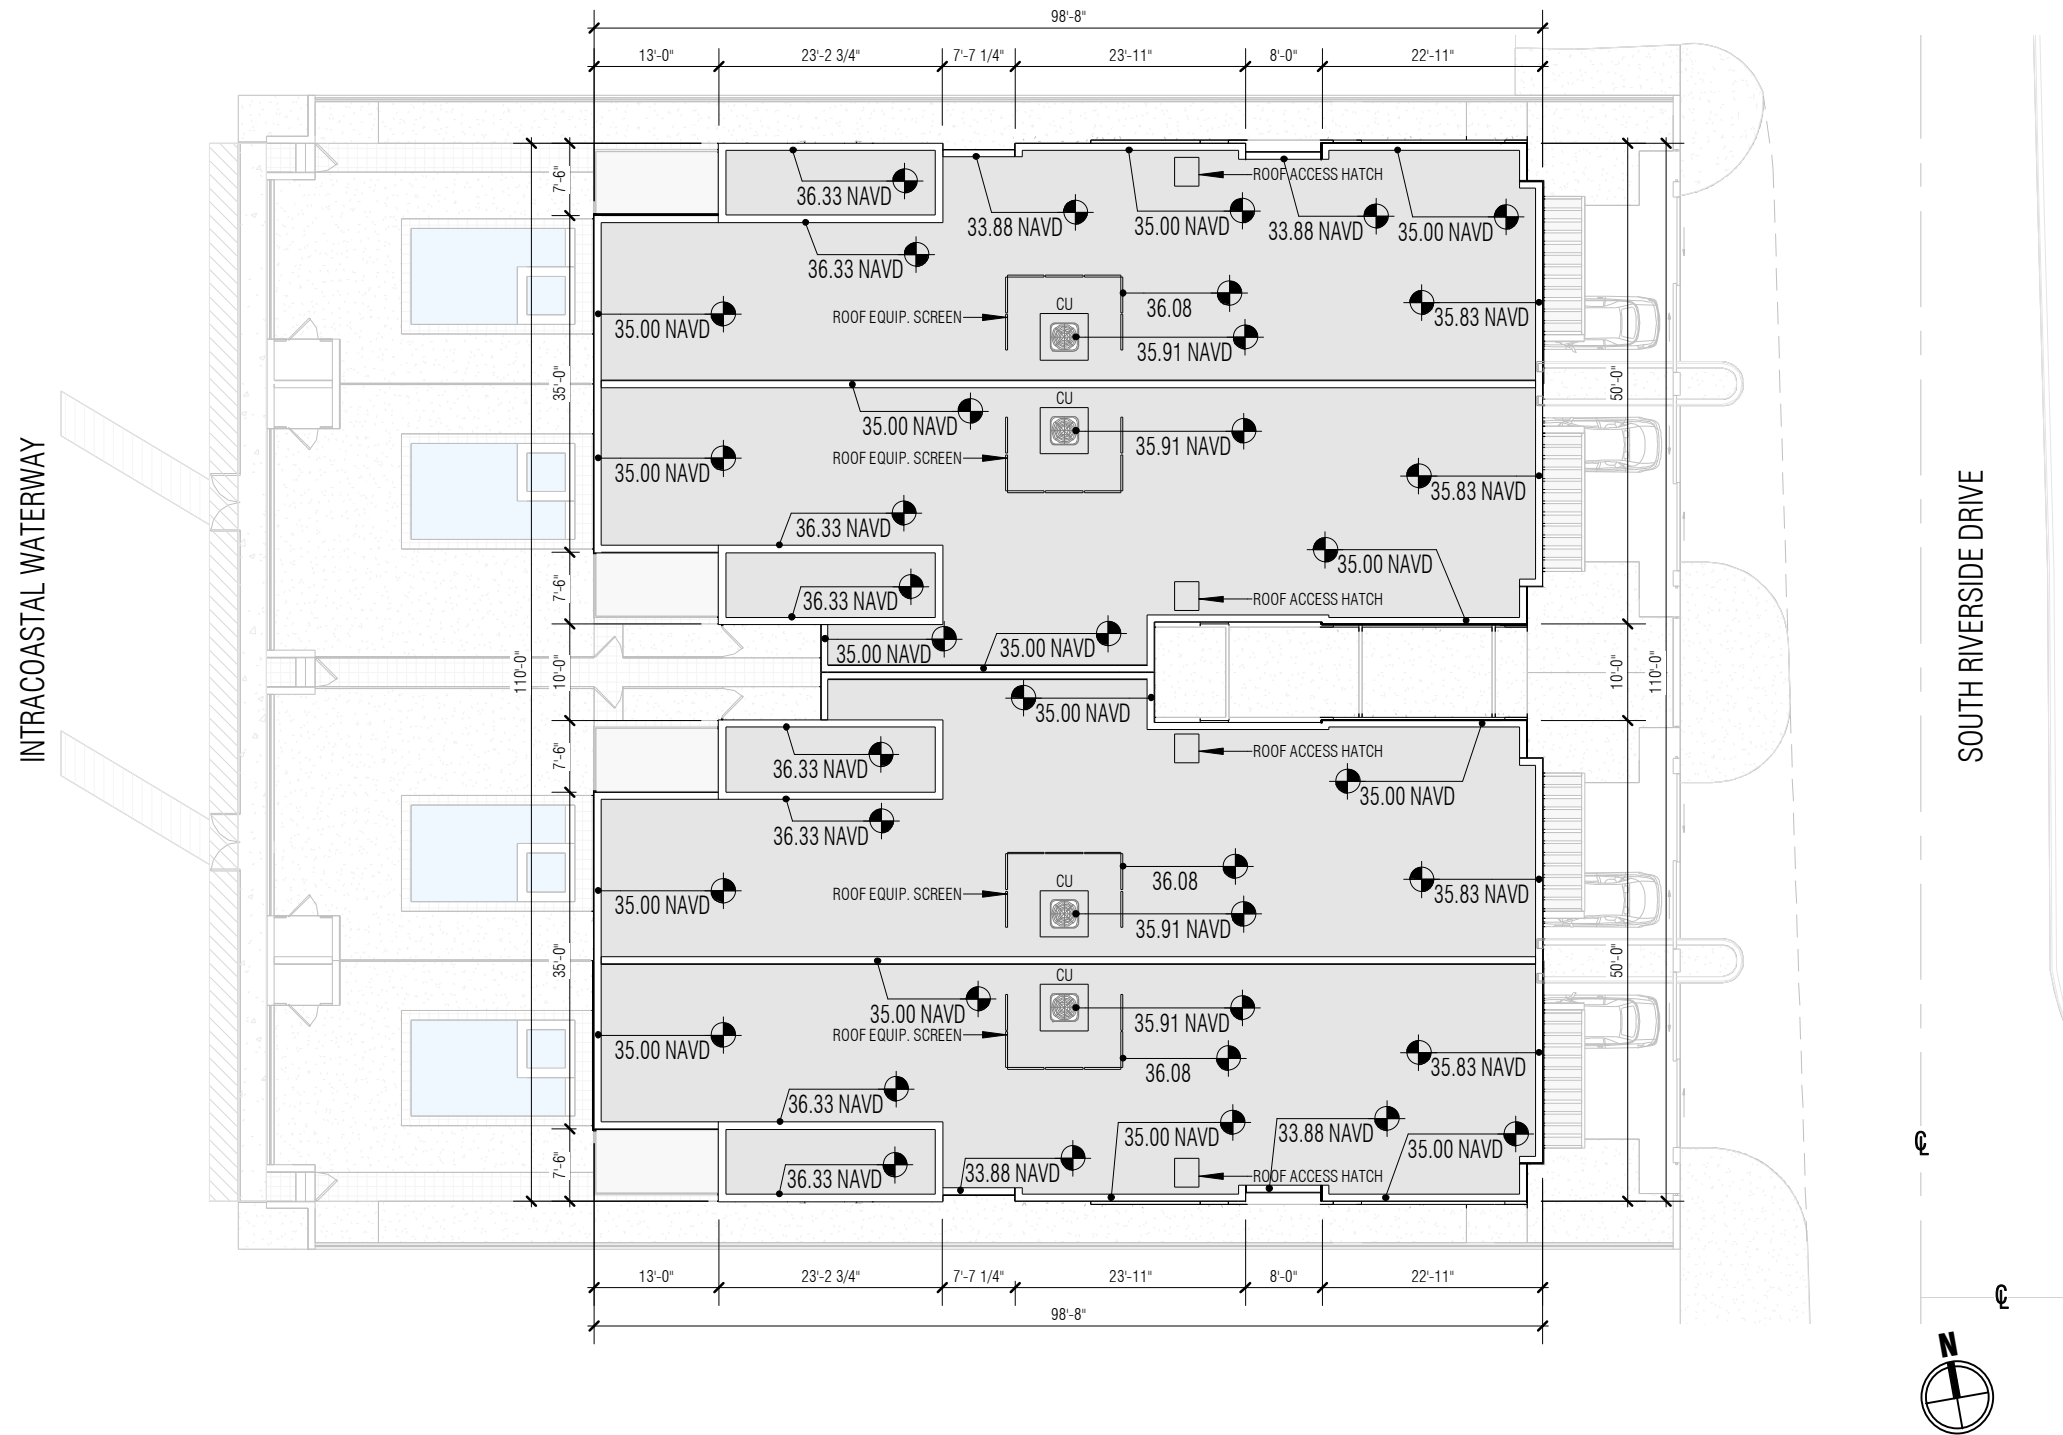 98'-8"
13'-0"
23'-2 3/4"
7'-7 1/4"
23'-11"
8'-0"
22'-11"
7'-6"
36.33 NAVD
ROOF ACCESS HATCH
33.88 NAVD
35.00 NAVD
33.88 NAVD
35.00 NAVD
36.33 NAVD
CU
36.08
35.83 NAVD
ROOF EQUIP. SCREEN
35.00 NAVD
35.91 NAVD
35'-0"
50'-0"
CU
35.00 NAVD
35.91 NAVD
ROOF EQUIP. SCREEN
35.00 NAVD
35.83 NAVD
36.33 NAVD
35.00 NAVD
7'-6"
36.33 NAVD
ROOF ACCESS HATCH
INTRACOASTAL WATERWAY
SOUTH RIVERSIDE DRIVE
35.00 NAVD
35.00 NAVD
110'-0"
10'-0"
10'-0"
110'-0"
35.00 NAVD
7'-6"
36.33 NAVD
ROOF ACCESS HATCH
35.00 NAVD
36.33 NAVD
CU
36.08
35.83 NAVD
ROOF EQUIP. SCREEN
35.00 NAVD
35.91 NAVD
35'-0"
50'-0"
CU
35.00 NAVD
35.91 NAVD
ROOF EQUIP. SCREEN
35.00 NAVD
36.08
35.83 NAVD
36.33 NAVD
35.00 NAVD
33.88 NAVD
35.00 NAVD
7'-6"
36.33 NAVD
33.88 NAVD
ROOF ACCESS HATCH
℄
13'-0"
23'-2 3/4"
7'-7 1/4"
23'-11"
8'-0"
22'-11"
98'-8"
℄
N